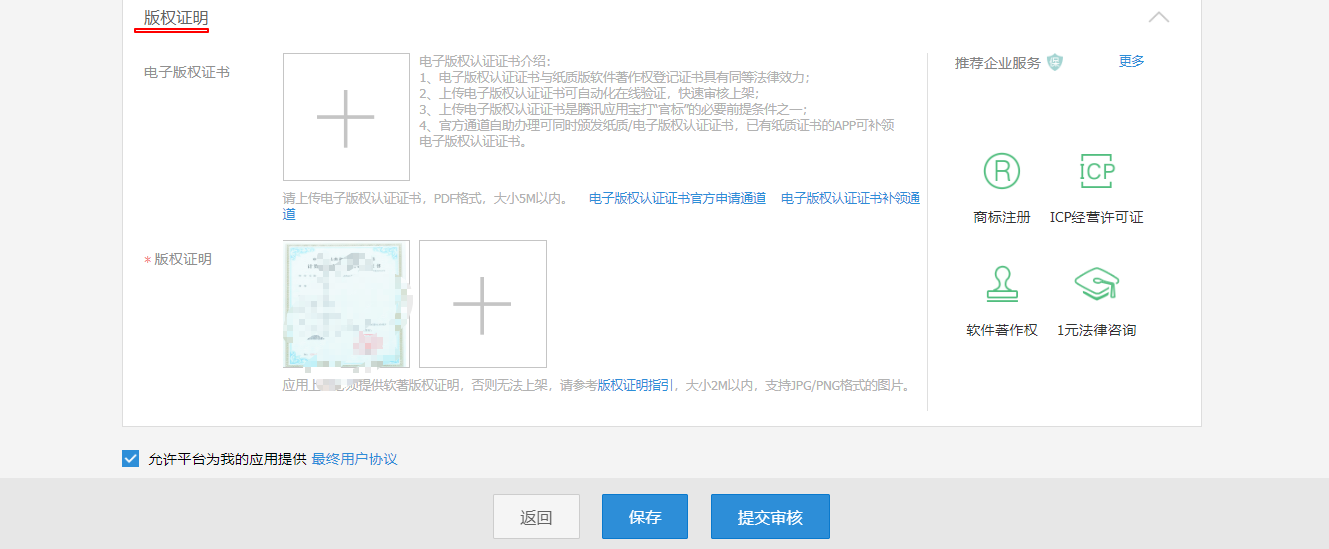 版权证明
电子版权证书
电子版权认证证书介绍：
1、电子版权认证证书与纸质版软件著作权登记证书具有同等法律效力；
2、上传电子版权认证证书可自动化在线验证，快速审核上架；
3、上传电子版权认证证书是腾讯应用宝打“官标”的必要前提条件之一；
4、官方通道自助办理可同时颁发纸质/电子版权认证证书，已有纸质证书的APP可补领
电子版权认证证书。
请上传电子版权认证证书，PDF格式，大小5M以内。 电子版权认证证书官方申请通道 电子版权认证证书补领通
道
*版权证明
应用上 须提供软著版权证明，否则无法上架，请参考版权证明指引，大小2M以内，支持JPG/PNG格式的图片。
推荐企业服务 更多
R ICP
商标注册 ICP经营许可证
软件著作权 1元法律咨询
允许平台为我的应用提供 最终用户协议
返回 保存 提交审核